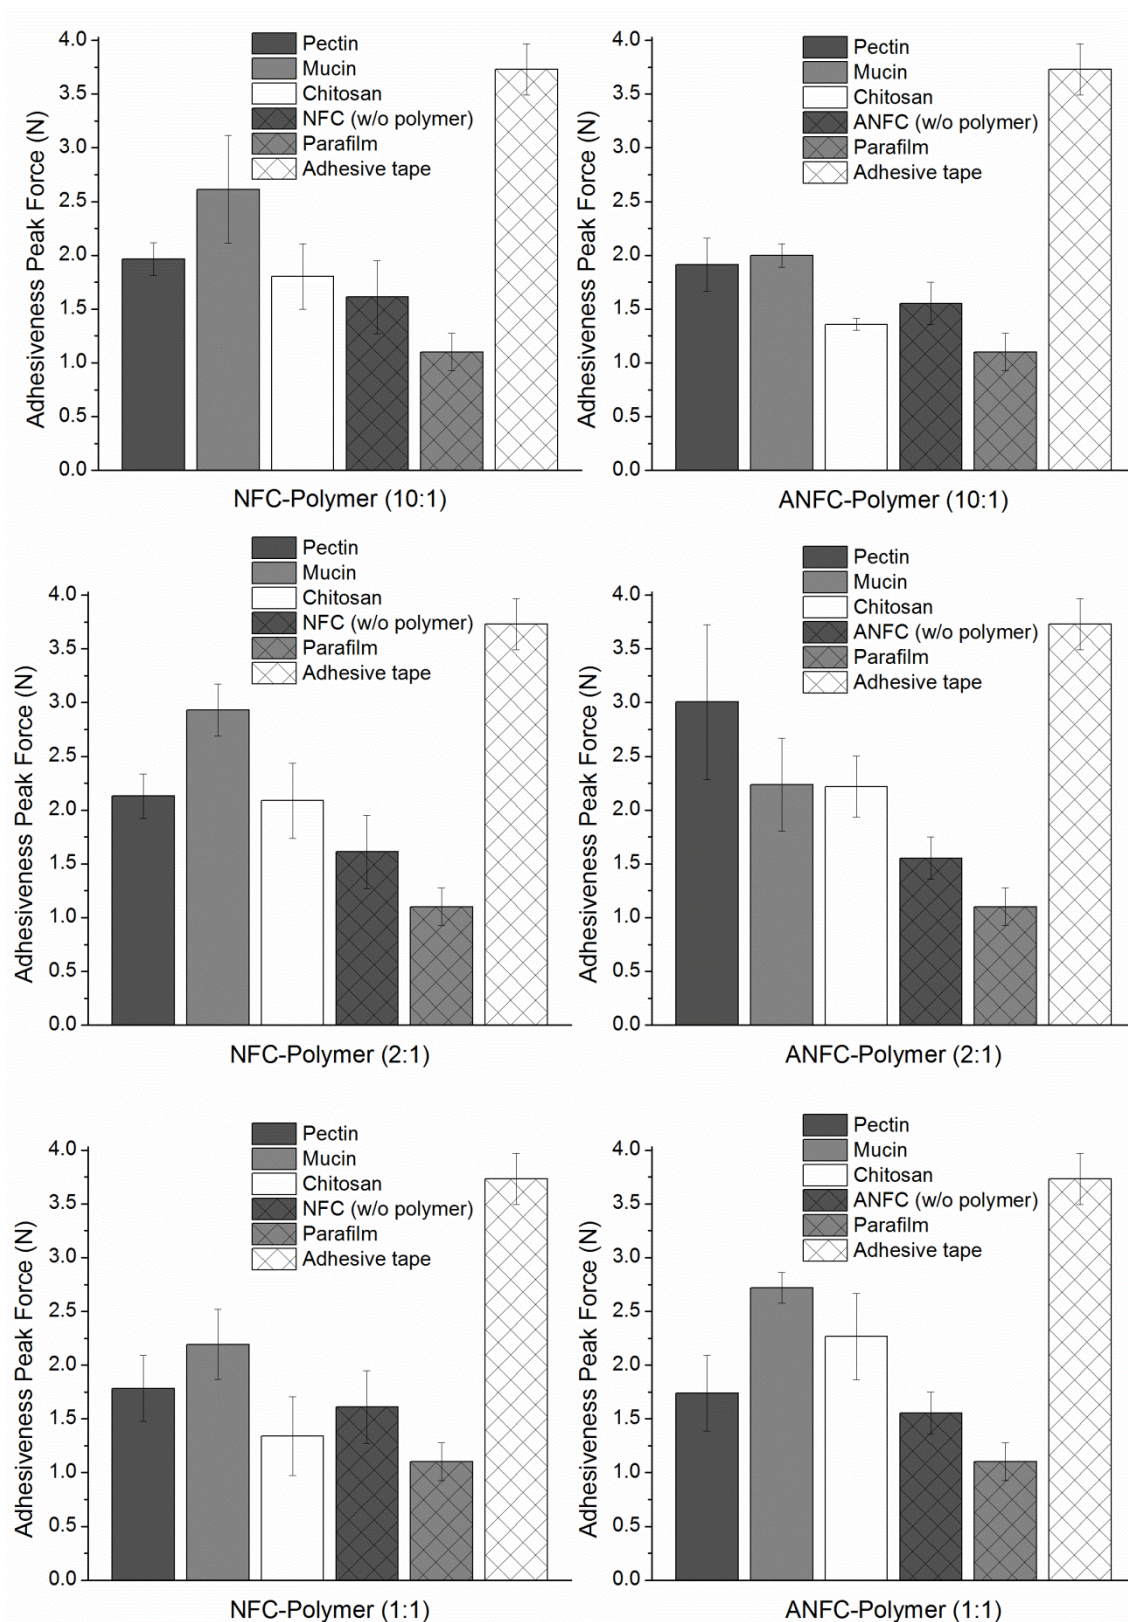 Adhesiveness Peak Force (N)
4.0
3.5
3.0
2.5
2.0
1.5
1.0
0.5
0.0
Pectin
Mucin
Chitosan
NFC (w/o polymer)
Parafilm
Adhesive tape
NFC-Polymer (10:1)
Adhesiveness Peak Force (N)
4.0
3.5
3.0
2.5
2.0
1.5
1.0
0.5
0.0
Pectin
Mucin
Chitosan
ANFC (w/o polymer)
Parafilm
Adhesive tape
ANFC-Polymer (10:1)
Adhesiveness Peak Force (N)
4.0
3.5
3.0
2.5
2.0
1.5
1.0
0.5
0.0
Pectin
Mucin
Chitosan
NFC (w/o polymer)
Parafilm
Adhesive tape
NFC-Polymer (2:1)
Adhesiveness Peak Force (N)
4.0
3.5
3.0
2.5
2.0
1.5
1.0
0.5
0.0
Pectin
Mucin
Chitosan
ANFC (w/o polymer)
Parafilm
Adhesive tape
ANFC-Polymer (2:1)
Adhesiveness Peak Force (N)
4.0
3.5
3.0
2.5
2.0
1.5
1.0
0.5
0.0
Pectin
Mucin
Chitosan
NFC (w/o polymer)
Parafilm
Adhesive tape
NFC-Polymer (1:1)
Adhesiveness Peak Force (N)
4.0
3.5
3.0
2.5
2.0
1.5
1.0
0.5
0.0
Pectin
Mucin
Chitosan
ANFC (w/o polymer)
Parafilm
Adhesive tape
ANFC-Polymer (1:1)